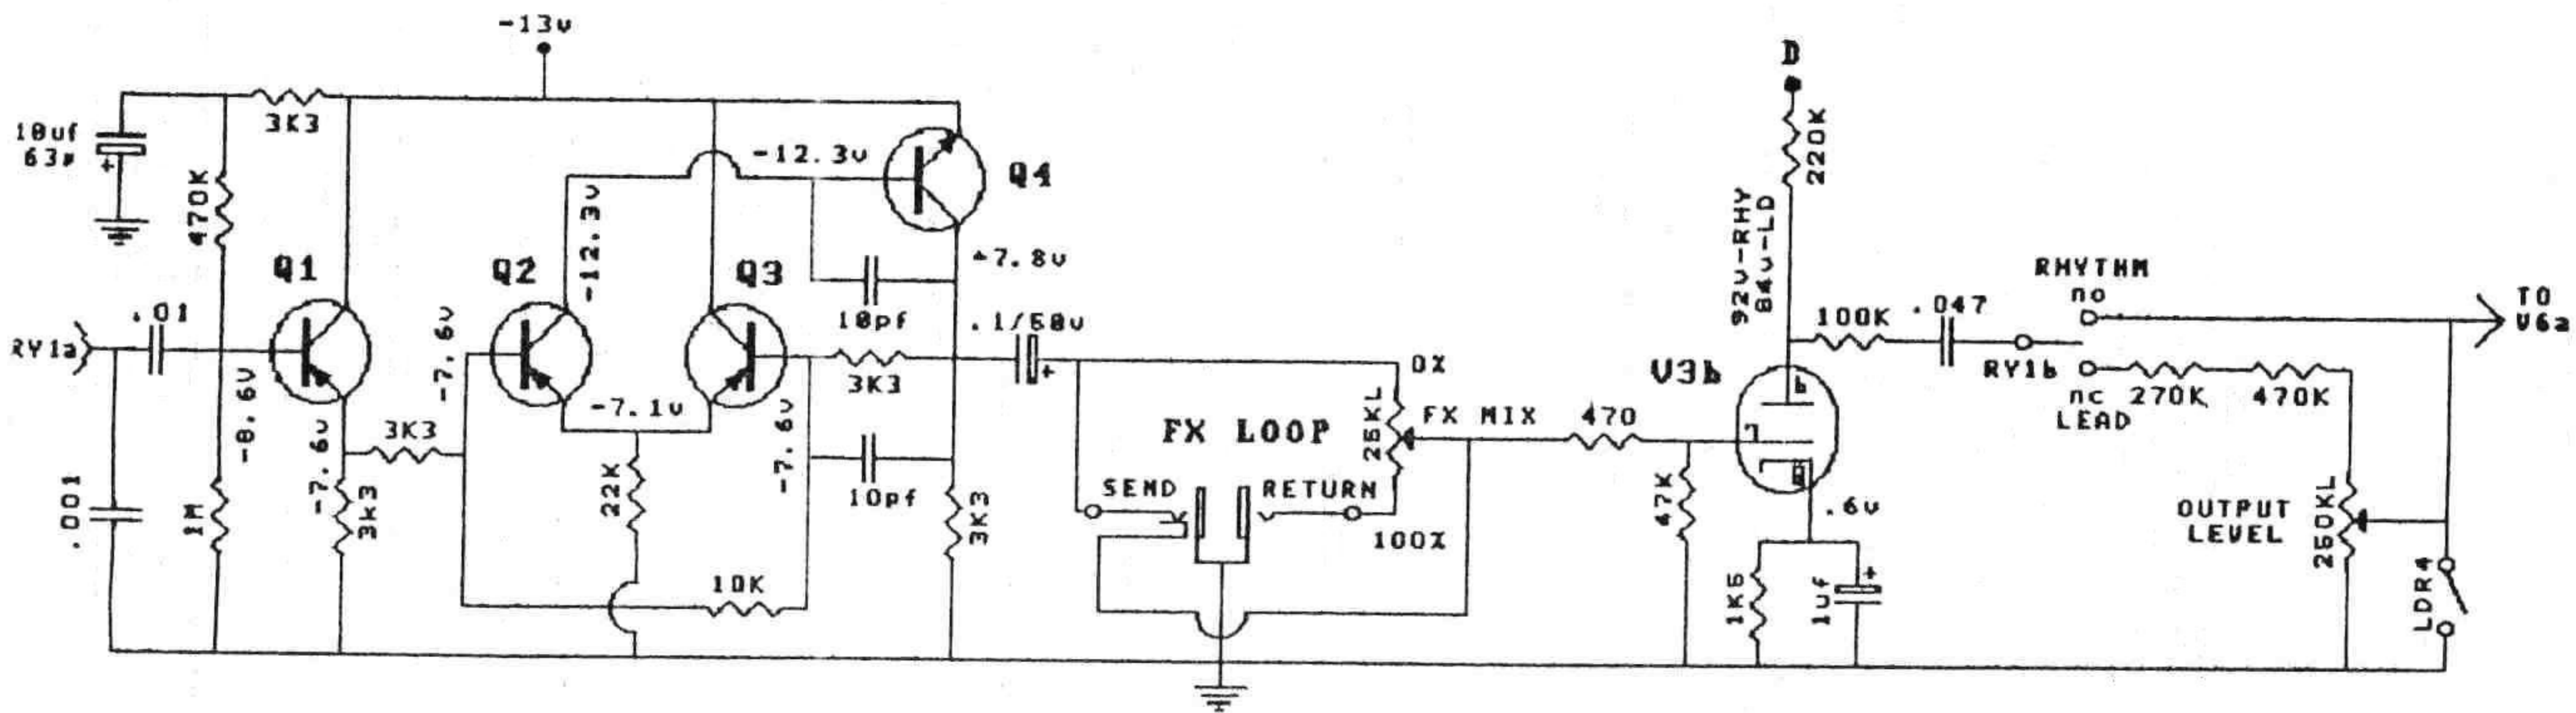 -13v
D
3K3
10uf
63v
470K
-12.3v
Q4
220K
-12.3v
92v-RHY
84v-LD
Q1
Q2
Q3
-7.8v
RHYTHM
no
.01
10pf
.1/50v
100K
.047
TO
V6a
RY1a
-8.6V
-7.6v
-7.1v
3K3
0%
V3b
RY1b
nc
LEAD
270K
470K
-7.6v
3K3
-7.6v
25KL
FX MIX
470
FX LOOP
.001
1M
3K3
22K
10pf
3K3
SEND
RETURN
100%
47K
.6v
OUTPUT
LEVEL
250KL
10K
1K5
1uf
+
+
+
LDR4